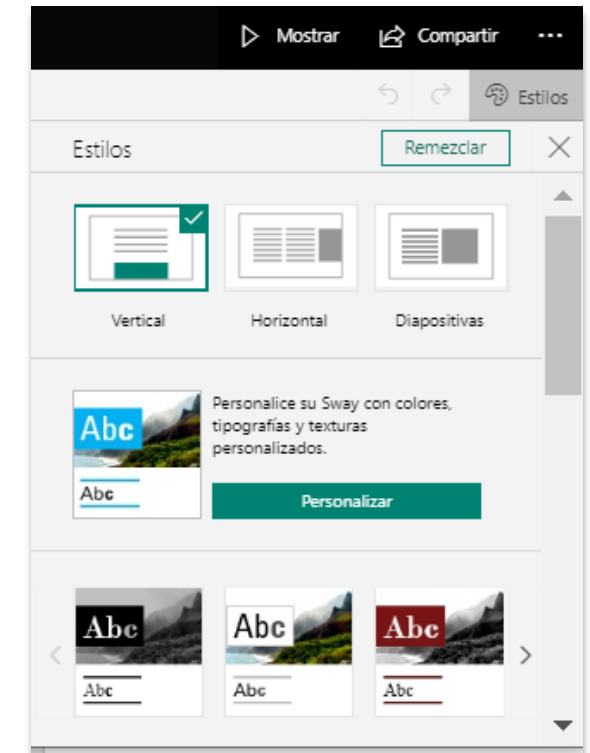 Mostrar
Compartir
Estilos
Estilos
Remezclar
Vertical
Horizontal
Diapositivas
Abc
Abc
Personalice su Sway con colores,
tipografías y texturas
personalizados.
Personalizar
Abc
Abc
Abc
Abc
Abc
Abc